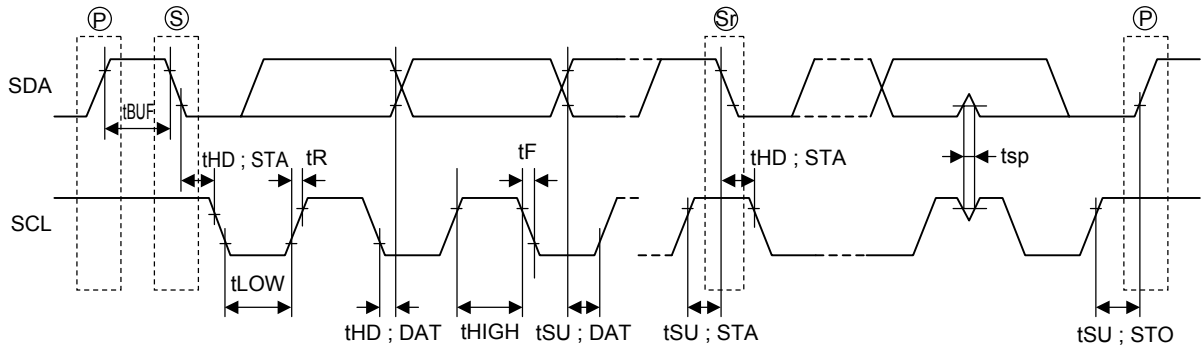 P S Sr P
SDA
tBUF
tHD ; STA tR tF tHD ; STA tsp
SCL
tLOW
tHD ; DAT tHIGH tSU ; DAT tSU ; STA tSU ; STO